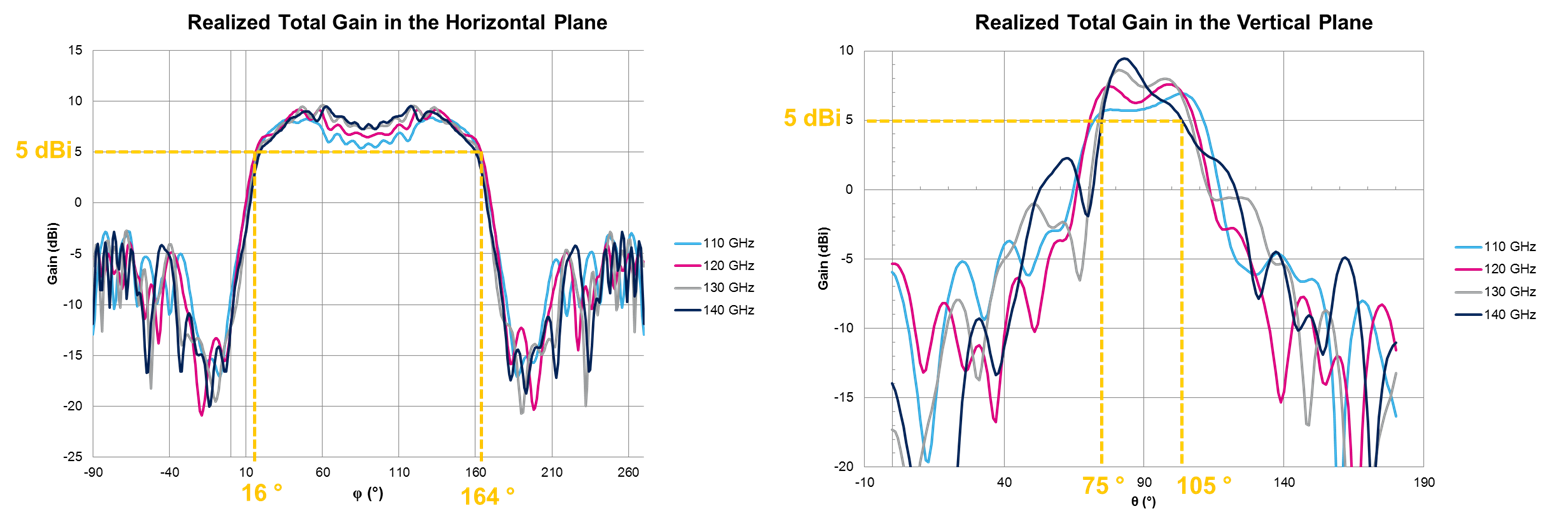 Realized Total Gain in the Horizontal Plane
15
10
5
0
-5
-10
-15
-20
-25
Gain (dBi)
5 dBi
-90
-40
10
60
110
160
210
260
16 °
φ (°)
164 °
110 GHz
120 GHz
130 GHz
140 GHz
Realized Total Gain in the Vertical Plane
10
5
0
-5
-10
-15
-20
Gain (dBi)
5 dBi
-10
40
90
140
190
75 °
105 °
θ (°)
110 GHz
120 GHz
130 GHz
140 GHz